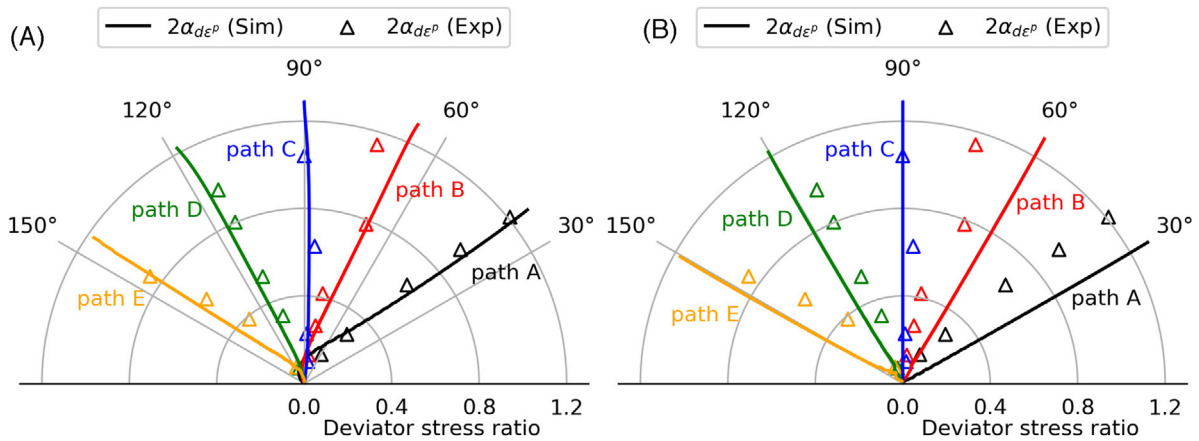 (A)
2α_{dε^p} (Sim) 2α_{dε^p} (Exp)
90°
120° 60°
150° 30°
path C
path B
path D
path A
path E
0.0 0.4 0.8 1.2
Deviator stress ratio
(B)
2α_{dε^p} (Sim) 2α_{dε^p} (Exp)
90°
120° 60°
150° 30°
path C
path B
path D
path A
path E
0.0 0.4 0.8 1.2
Deviator stress ratio